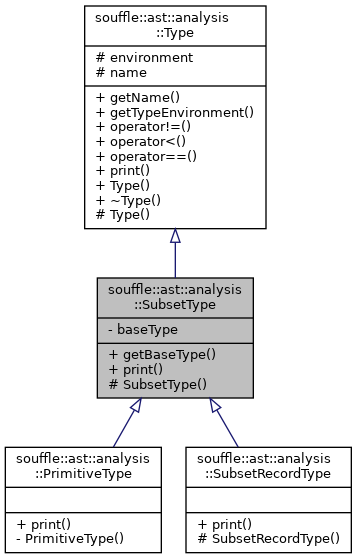 souffle::ast::analysis
::Type
# environment
# name
+ getName()
+ getTypeEnvironment()
+ operator!=()
+ operator<()
+ operator==()
+ print()
+ Type()
+ ~Type()
# Type()
souffle::ast::analysis
::SubsetType
- baseType
+ getBaseType()
+ print()
# SubsetType()
souffle::ast::analysis
::PrimitiveType
+ print()
- PrimitiveType()
souffle::ast::analysis
::SubsetRecordType
+ print()
# SubsetRecordType()